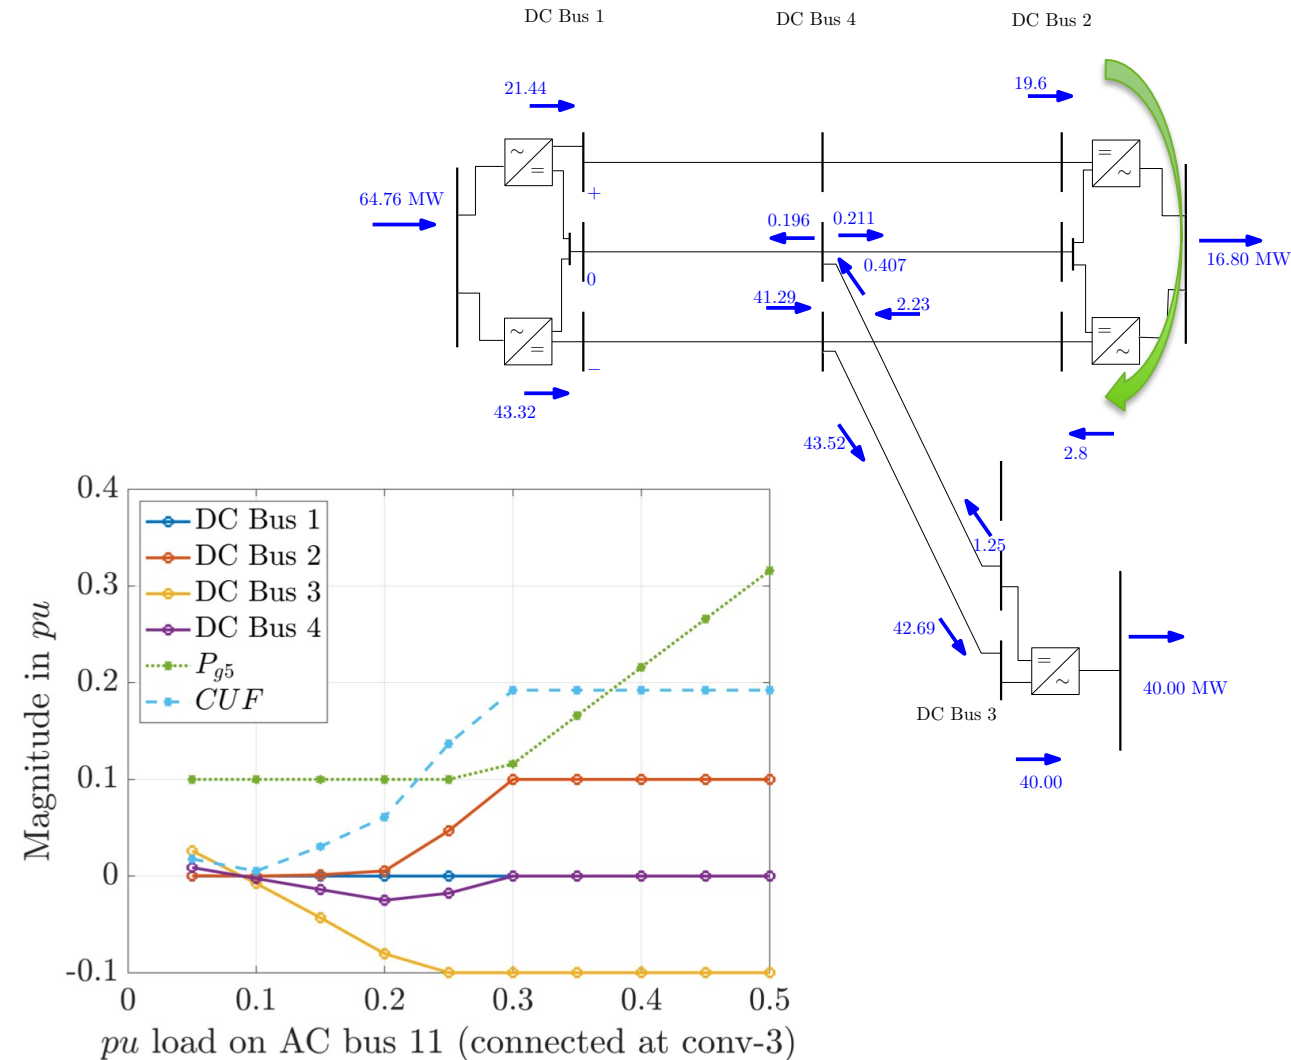 DC Bus 1
DC Bus 4
DC Bus 2
21.44
19.6
~
=
=
~
+
64.76 MW
0.196
0.211
16.80 MW
0.407
0
41.29
2.23
~
=
=
~
−
43.32
43.52
2.8
1.25
42.69
=
~
40.00 MW
DC Bus 3
40.00
0.4
0.3
0.2
0.1
0
-0.1
Magnitude in pu
DC Bus 1
DC Bus 2
DC Bus 3
DC Bus 4
P_{g5}
CUF
0 0.1 0.2 0.3 0.4 0.5
pu load on AC bus 11 (connected at conv-3)